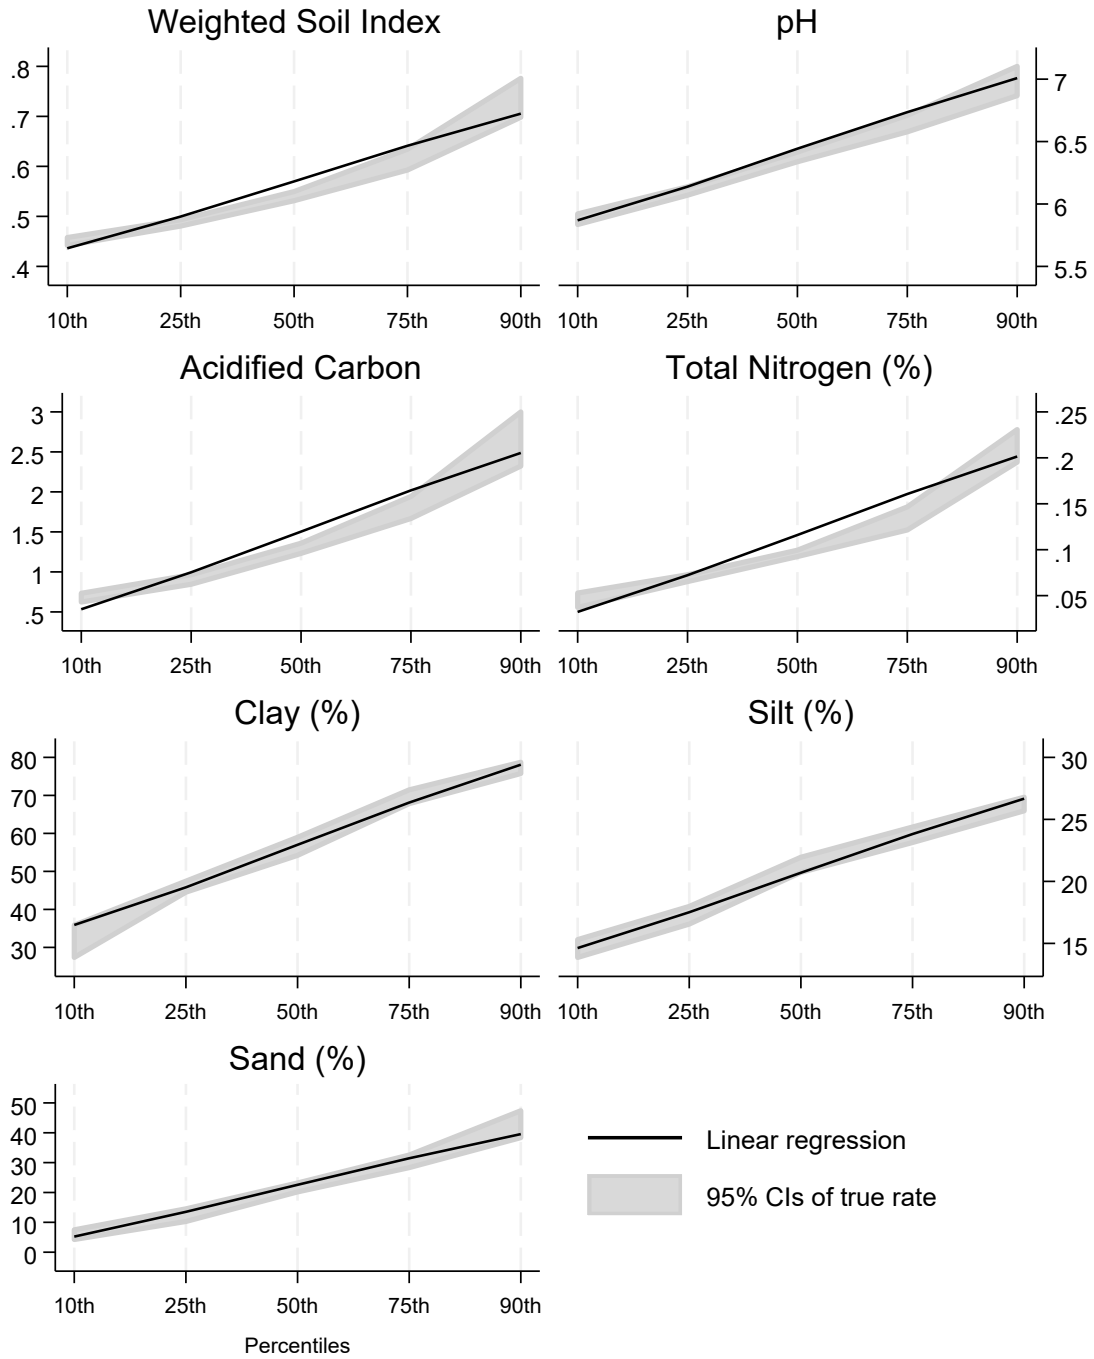 Weighted Soil Index
.8
.7
.6
.5
.4
10th 25th 50th 75th 90th
pH
7
6.5
6
5.5
10th 25th 50th 75th 90th
Acidified Carbon
3
2.5
2
1.5
1
.5
10th 25th 50th 75th 90th
Total Nitrogen (%)
.25
.2
.15
.1
.05
10th 25th 50th 75th 90th
Clay (%)
80
70
60
50
40
30
10th 25th 50th 75th 90th
Silt (%)
30
25
20
15
10th 25th 50th 75th 90th
Sand (%)
50
40
30
20
10
0
10th 25th 50th 75th 90th
Percentiles
Linear regression
95% CIs of true rate